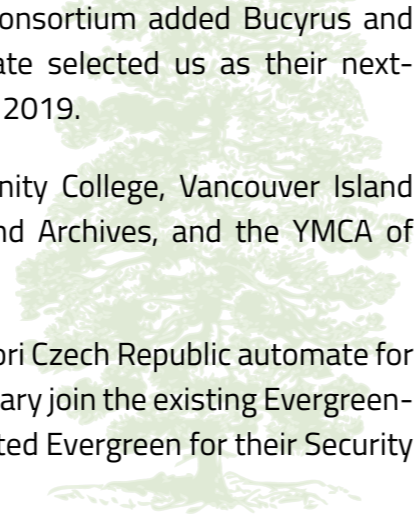 onsortium added Bucyrus and
ate selected us as their next-
2019.
nity College, Vancouver Island
nd Archives, and the YMCA of
ori Czech Republic automate for
ary join the existing Evergreen-
ted Evergreen for their Security